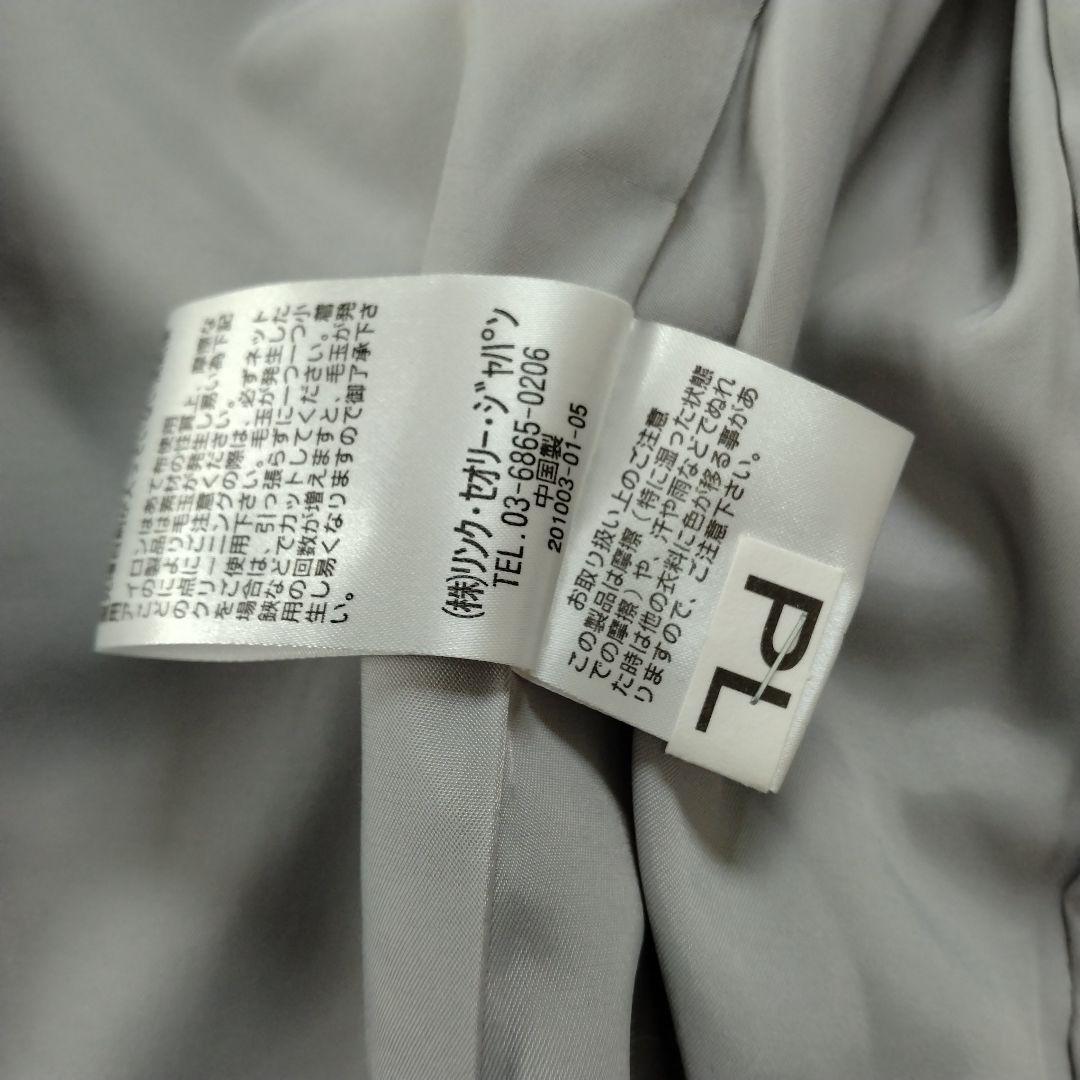 アイロンはあて布使用
この製品は素材の性質上、摩擦な
どにより毛玉が発生し易い為下記
の点にご注意ください。
クリーニングの際は、必ずネット
をご使用下さい。毛玉が発生した
場合は、引っ張らずに一つ一つ小
鋏などでカットしてください。着
用の回数が増えますと、毛玉が発
生し易くなりますので御了承下さ
い。
(株)リンク・セオリー・ジャパン
TEL.03-6865-0206
中国製
201003-01-05
お取り扱い上のご注意
この製品は摩擦（特に湿った状態
での摩擦）や、汗や雨などでぬれ
た時は他の衣料に色が移る事があ
りますので、ご注意下さい。
PL